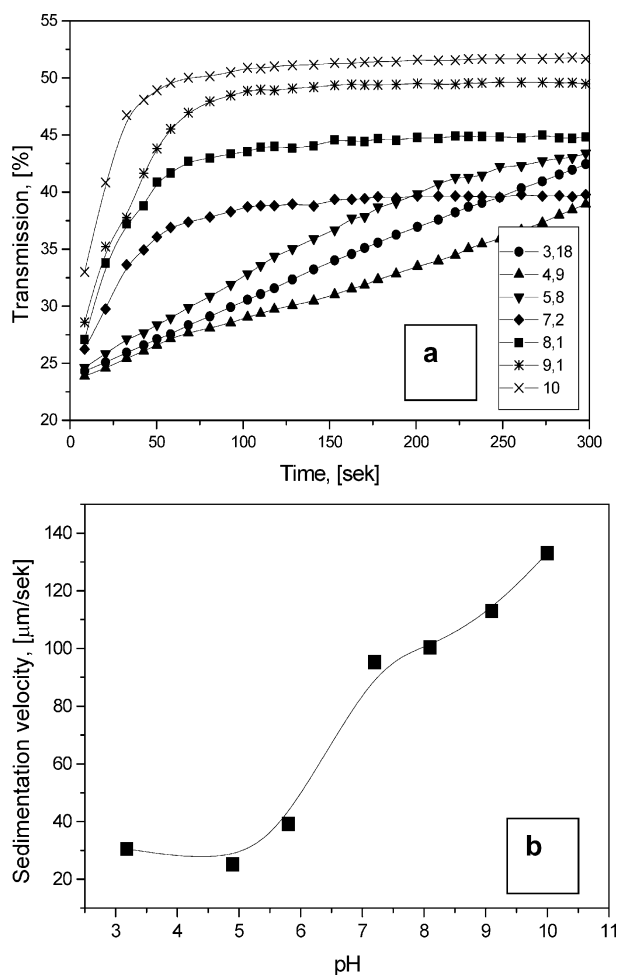 55
50
45
40
35
30
25
20
Transmission, [%]
3,18
4,9
5,8
7,2
8,1
9,1
10
a
0 50 100 150 200 250 300
Time, [sek]
140
120
100
80
60
40
20
Sedimentation velocity, [μm/sek]
b
3 4 5 6 7 8 9 10 11
pH